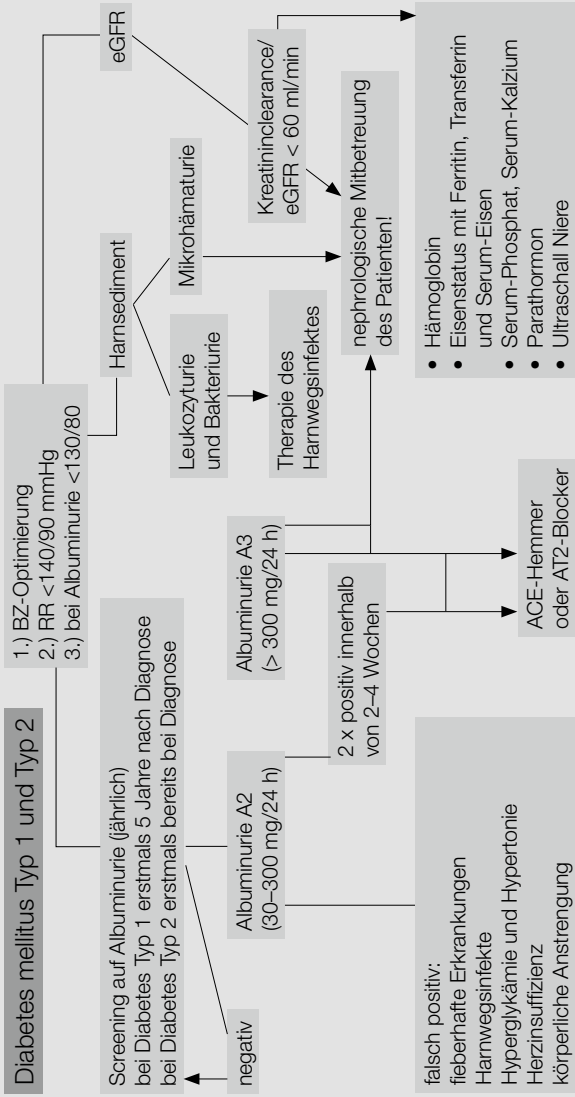 Diabetes mellitus Typ 1 und Typ 2
1.) BZ-Optimierung
2.) RR <140/90 mmHg
3.) bei Albuminurie <130/80
Screening auf Albuminurie (jährlich)
bei Diabetes Typ 1 erstmals 5 Jahre nach Diagnose
bei Diabetes Typ 2 erstmals bereits bei Diagnose
Harnsediment
eGFR
negativ
Albuminurie A2
(30–300 mg/24 h)
Albuminurie A3
(> 300 mg/24 h)
Leukozyturie
und Bakteriurie
Mikrohämaturie
Kreatininclearance/
eGFR < 60 ml/min
2 x positiv innerhalb
von 2–4 Wochen
Therapie des
Harnwegsinfektes
nephrologische Mitbetreuung
des Patienten!
falsch positiv:
fieberhafte Erkrankungen
Harnwegsinfekte
Hyperglykämie und Hypertonie
Herzinsuffizienz
körperliche Anstrengung
ACE-Hemmer
oder AT2-Blocker
• Hämoglobin
• Eisenstatus mit Ferritin, Transferrin
und Serum-Eisen
• Serum-Phosphat, Serum-Kalzium
• Parathormon
• Ultraschall Niere